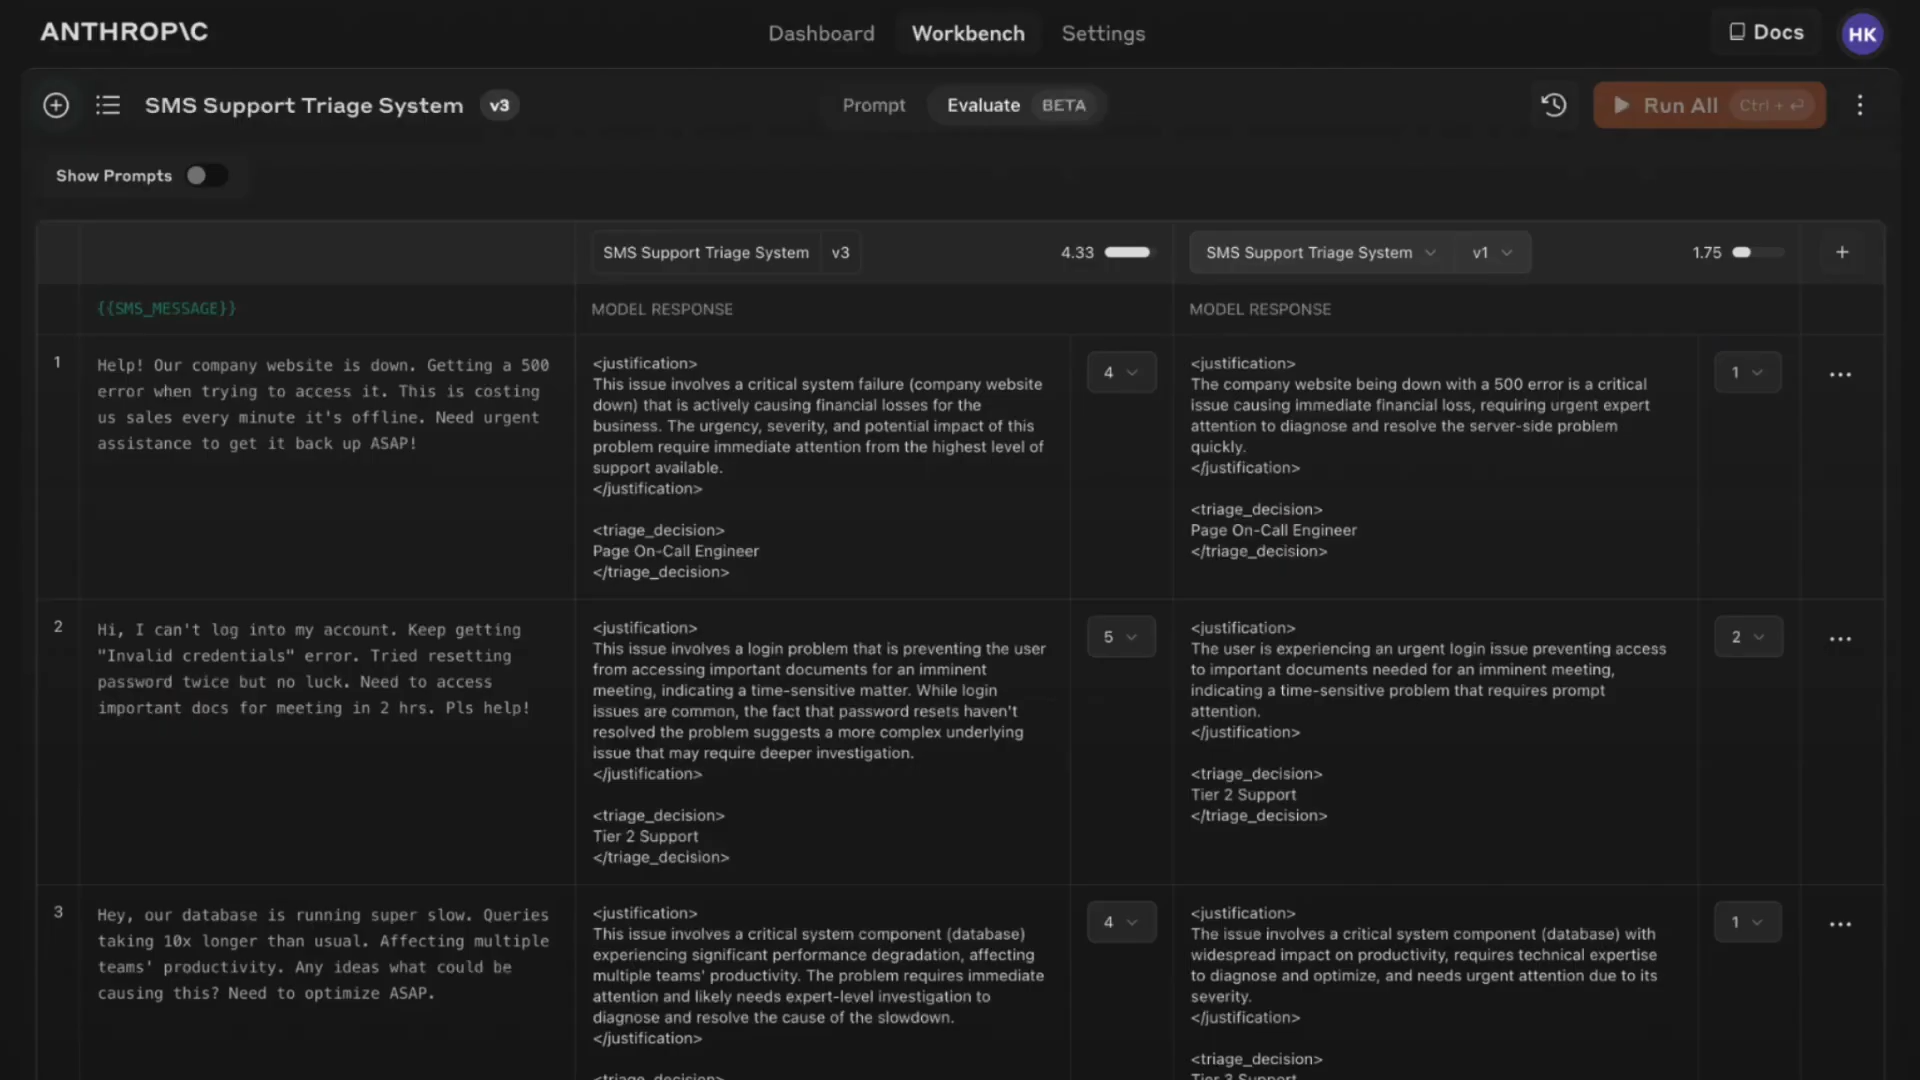 ANTHROP\C
Dashboard
Workbench
Settings
Docs
HK
SMS Support Triage System
v3
Prompt
Evaluate
BETA
Run All
Ctrl + ↵
Show Prompts
SMS Support Triage System
v3
4.33
SMS Support Triage System
v1
1.75
+
{{SMS_MESSAGE}}
MODEL RESPONSE
MODEL RESPONSE
1
Help! Our company website is down. Getting a 500
error when trying to access it. This is costing
us sales every minute it's offline. Need urgent
assistance to get it back up ASAP!
<justification>
This issue involves a critical system failure (company website
down) that is actively causing financial losses for the
business. The urgency, severity, and potential impact of this
problem require immediate attention from the highest level of
support available.
</justification>
<triage_decision>
Page On-Call Engineer
</triage_decision>
4
<justification>
The company website being down with a 500 error is a critical
issue causing immediate financial loss, requiring urgent expert
attention to diagnose and resolve the server-side problem
quickly.
</justification>
<triage_decision>
Page On-Call Engineer
</triage_decision>
1
2
Hi, I can't log into my account. Keep getting
"Invalid credentials" error. Tried resetting
password twice but no luck. Need to access
important docs for meeting in 2 hrs. Pls help!
<justification>
This issue involves a login problem that is preventing the user
from accessing important documents for an imminent
meeting, indicating a time-sensitive matter. While login
issues are common, the fact that password resets haven't
resolved the problem suggests a more complex underlying
issue that may require deeper investigation.
</justification>
<triage_decision>
Tier 2 Support
</triage_decision>
5
<justification>
The user is experiencing an urgent login issue preventing access
to important documents needed for an imminent meeting,
indicating a time-sensitive problem that requires prompt
attention.
</justification>
<triage_decision>
Tier 2 Support
</triage_decision>
2
3
Hey, our database is running super slow. Queries
taking 10x longer than usual. Affecting multiple
teams' productivity. Any ideas what could be
causing this? Need to optimize ASAP.
<justification>
This issue involves a critical system component (database)
experiencing significant performance degradation, affecting
multiple teams' productivity. The problem requires immediate
attention and likely needs expert-level investigation to
diagnose and resolve the cause of the slowdown.
</justification>
<triage_decision>
4
<justification>
The issue involves a critical system component (database) with
widespread impact on productivity, requires technical expertise
to diagnose and optimize, and needs urgent attention due to its
severity.
</justification>
<triage_decision>
Tier 3 Support
1